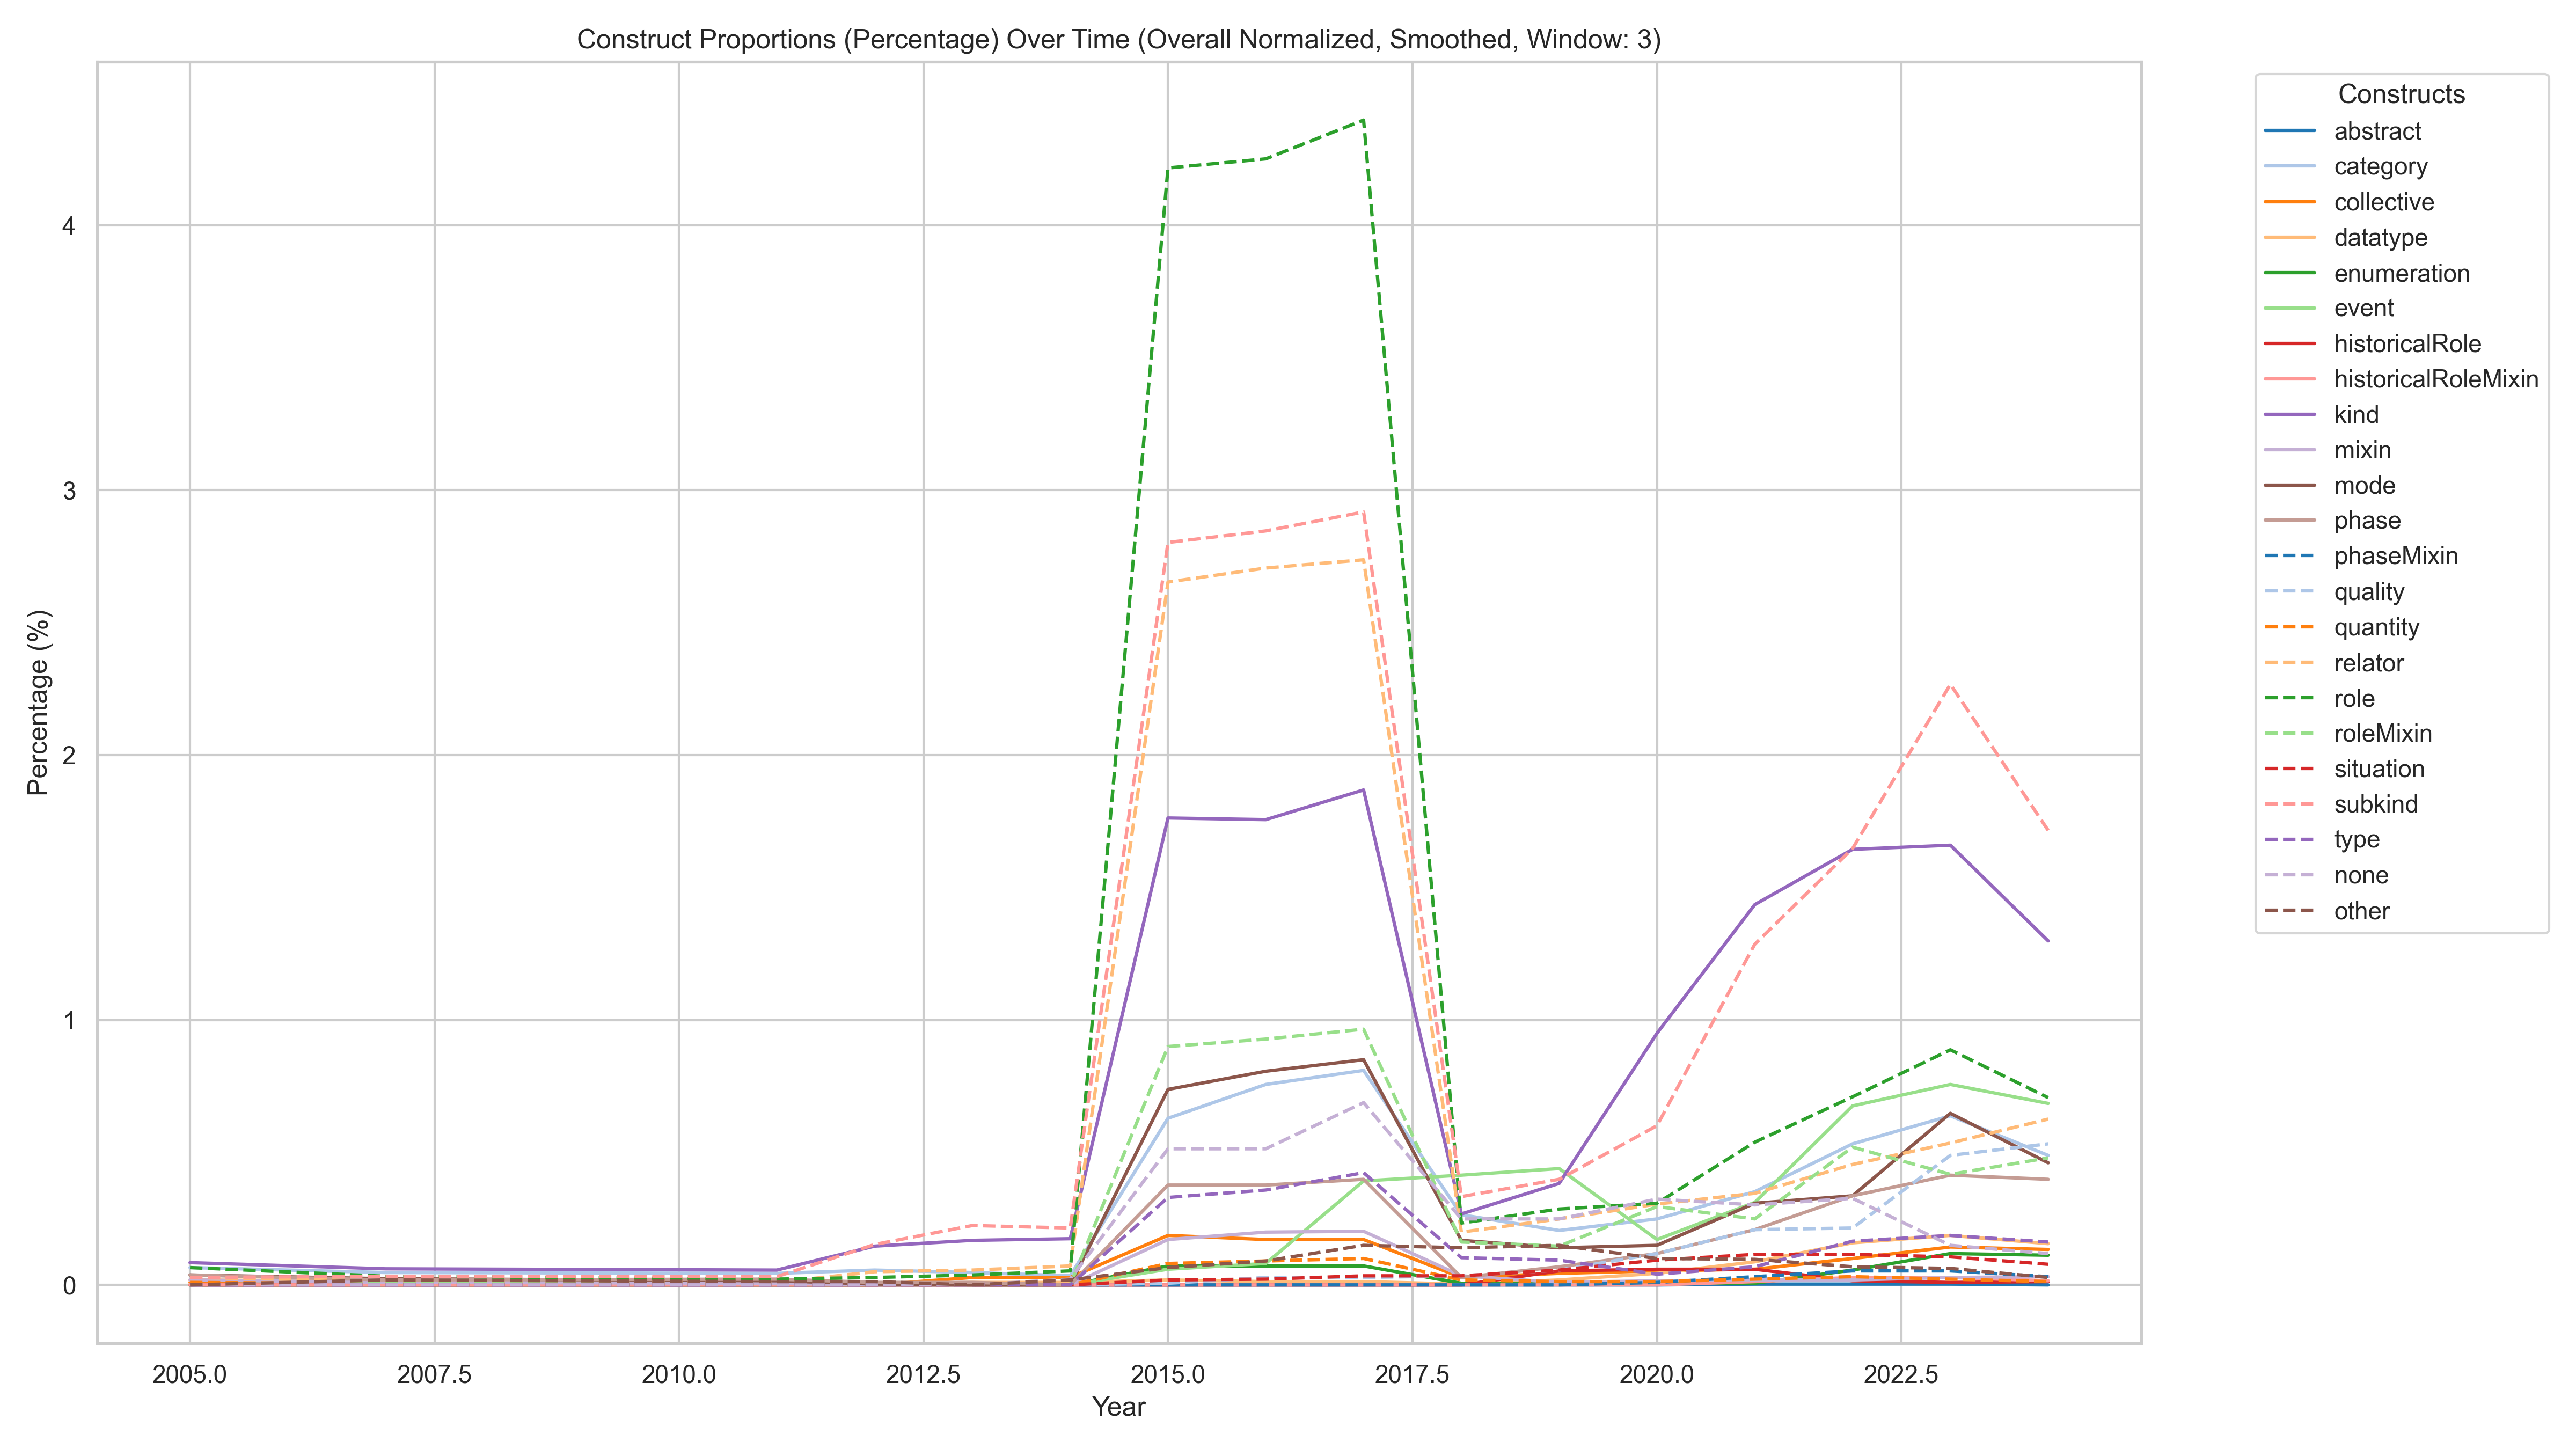 Construct Proportions (Percentage) Over Time (Overall Normalized, Smoothed, Window: 3)
Percentage (%)
4
3
2
1
0
2005.0
2007.5
2010.0
2012.5
2015.0
2017.5
2020.0
2022.5
Year
Constructs
abstract
category
collective
datatype
enumeration
event
historicalRole
historicalRoleMixin
kind
mixin
mode
phase
phaseMixin
quality
quantity
relator
role
roleMixin
situation
subkind
type
none
other